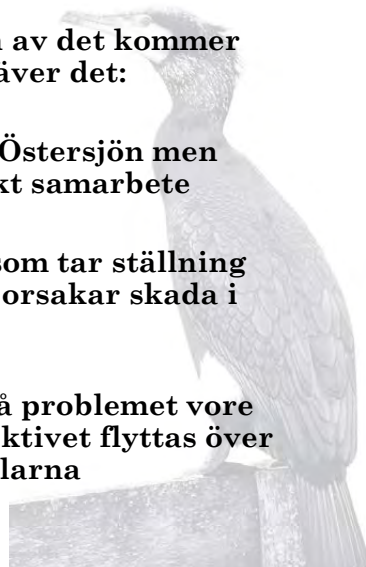 av det kommer
äver det:
Östersjön men
kt samarbete
som tar ställning
orsakar skada i
å problemet vore
ktivet flyttas över
larna